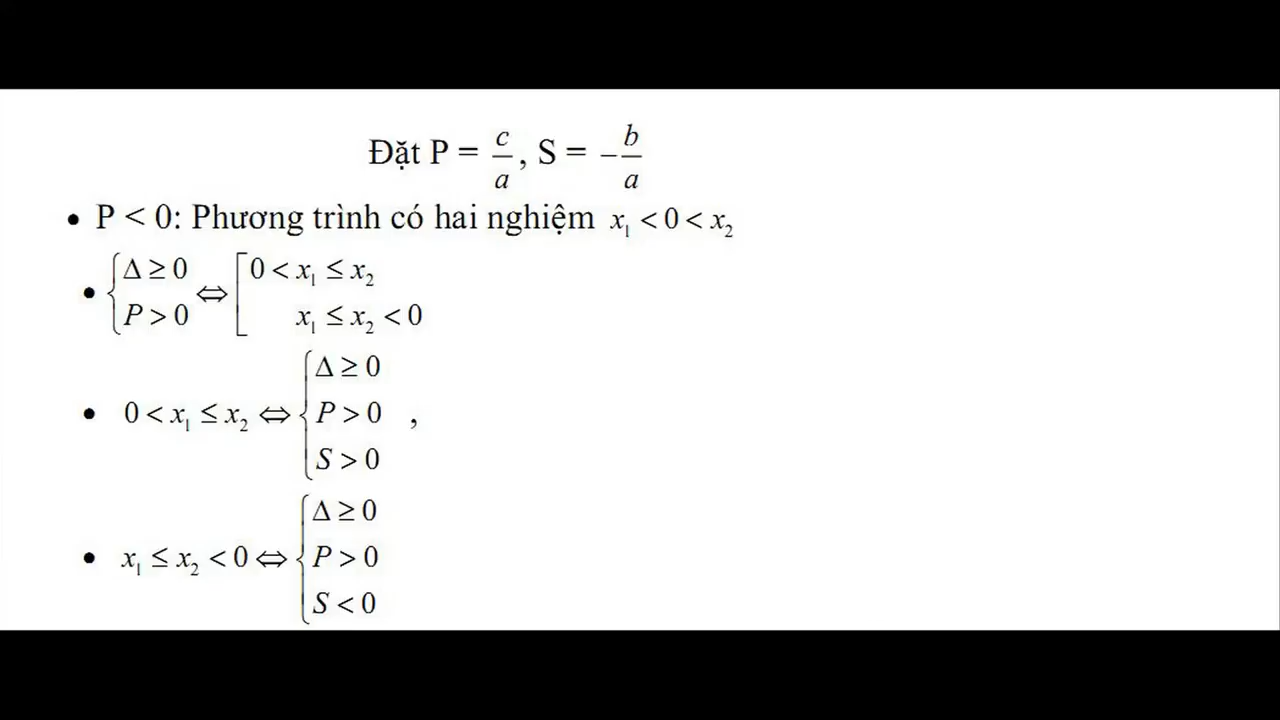 Đặt P = c/a, S = −b/a
• P < 0: Phương trình có hai nghiệm x₁ < 0 < x₂
• { Δ ≥ 0 ; P > 0 ⇔ [ 0 < x₁ ≤ x₂ ; x₁ ≤ x₂ < 0
• 0 < x₁ ≤ x₂ ⇔ { Δ ≥ 0 ; P > 0 ; S > 0 ,
• x₁ ≤ x₂ < 0 ⇔ { Δ ≥ 0 ; P > 0 ; S < 0